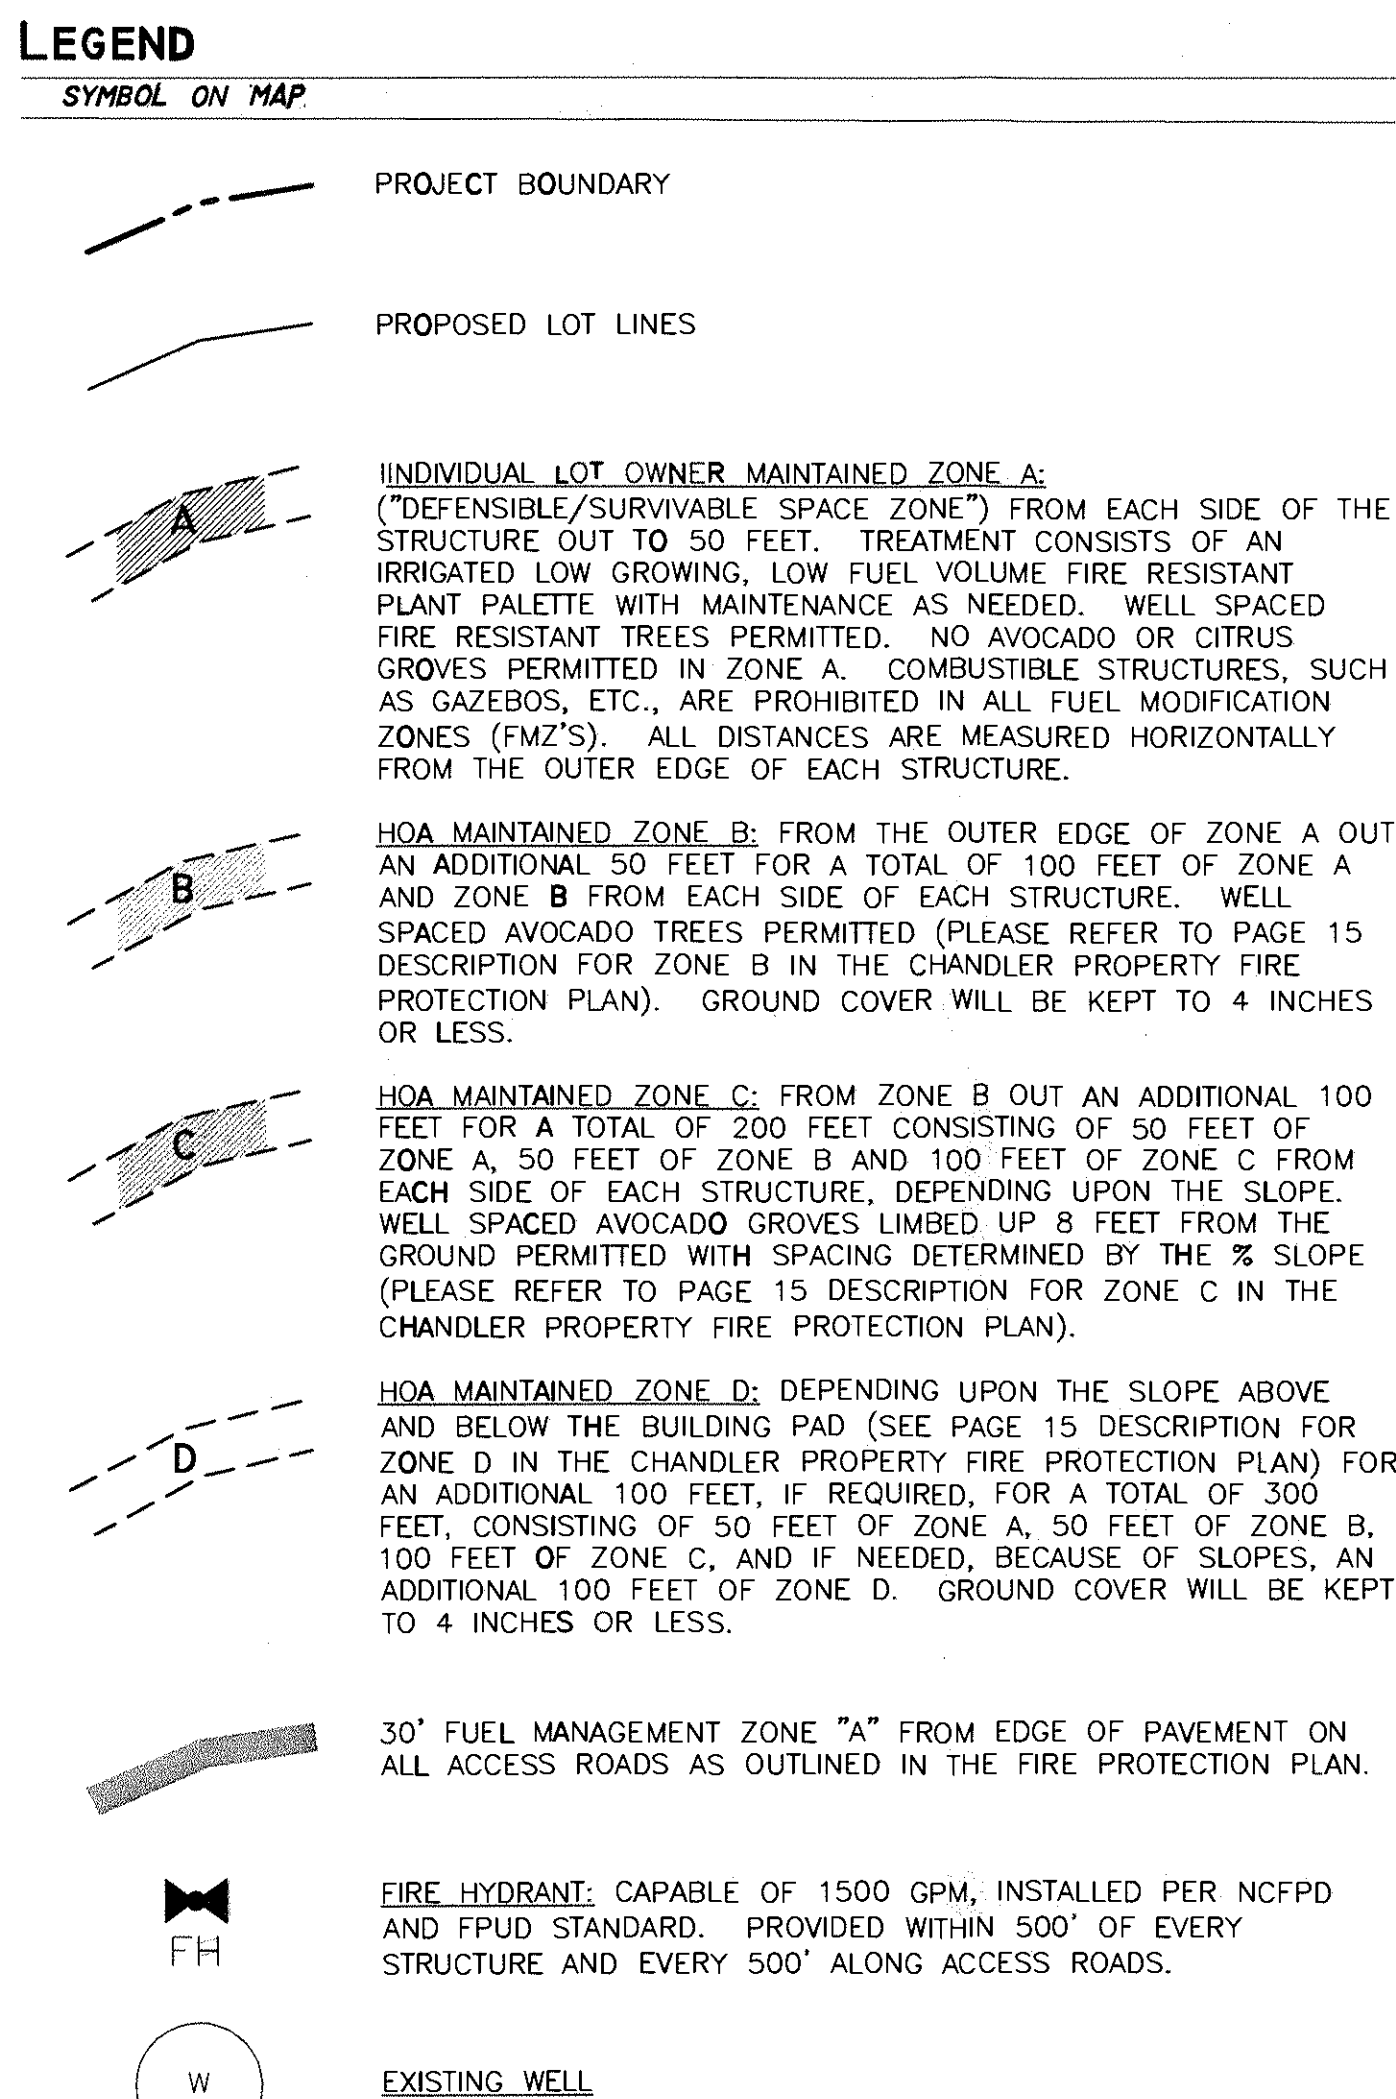 LEGEND
SYMBOL ON MAP
PROJECT BOUNDARY
PROPOSED LOT LINES
A
IINDIVIDUAL LOT OWNER MAINTAINED ZONE A:
("DEFENSIBLE/SURVIVABLE SPACE ZONE") FROM EACH SIDE OF THE
STRUCTURE OUT TO 50 FEET. TREATMENT CONSISTS OF AN
IRRIGATED LOW GROWING, LOW FUEL VOLUME FIRE RESISTANT
PLANT PALETTE WITH MAINTENANCE AS NEEDED. WELL SPACED
FIRE RESISTANT TREES PERMITTED. NO AVOCADO OR CITRUS
GROVES PERMITTED IN ZONE A. COMBUSTIBLE STRUCTURES, SUCH
AS GAZEBOS, ETC., ARE PROHIBITED IN ALL FUEL MODIFICATION
ZONES (FMZ'S). ALL DISTANCES ARE MEASURED HORIZONTALLY
FROM THE OUTER EDGE OF EACH STRUCTURE.
B
HOA MAINTAINED ZONE B: FROM THE OUTER EDGE OF ZONE A OUT
AN ADDITIONAL 50 FEET FOR A TOTAL OF 100 FEET OF ZONE A
AND ZONE B FROM EACH SIDE OF EACH STRUCTURE. WELL
SPACED AVOCADO TREES PERMITTED (PLEASE REFER TO PAGE 15
DESCRIPTION FOR ZONE B IN THE CHANDLER PROPERTY FIRE
PROTECTION PLAN). GROUND COVER WILL BE KEPT TO 4 INCHES
OR LESS.
C
HOA MAINTAINED ZONE C: FROM ZONE B OUT AN ADDITIONAL 100
FEET FOR A TOTAL OF 200 FEET CONSISTING OF 50 FEET OF
ZONE A, 50 FEET OF ZONE B AND 100 FEET OF ZONE C FROM
EACH SIDE OF EACH STRUCTURE, DEPENDING UPON THE SLOPE.
WELL SPACED AVOCADO GROVES LIMBED UP 8 FEET FROM THE
GROUND PERMITTED WITH SPACING DETERMINED BY THE % SLOPE
(PLEASE REFER TO PAGE 15 DESCRIPTION FOR ZONE C IN THE
CHANDLER PROPERTY FIRE PROTECTION PLAN).
D
HOA MAINTAINED ZONE D: DEPENDING UPON THE SLOPE ABOVE
AND BELOW THE BUILDING PAD (SEE PAGE 15 DESCRIPTION FOR
ZONE D IN THE CHANDLER PROPERTY FIRE PROTECTION PLAN) FOR
AN ADDITIONAL 100 FEET, IF REQUIRED, FOR A TOTAL OF 300
FEET, CONSISTING OF 50 FEET OF ZONE A, 50 FEET OF ZONE B,
100 FEET OF ZONE C, AND IF NEEDED, BECAUSE OF SLOPES, AN
ADDITIONAL 100 FEET OF ZONE D. GROUND COVER WILL BE KEPT
TO 4 INCHES OR LESS.
30' FUEL MANAGEMENT ZONE "A" FROM EDGE OF PAVEMENT ON
ALL ACCESS ROADS AS OUTLINED IN THE FIRE PROTECTION PLAN.
FH
FIRE HYDRANT: CAPABLE OF 1500 GPM, INSTALLED PER NCFPD
AND FPUD STANDARD. PROVIDED WITHIN 500' OF EVERY
STRUCTURE AND EVERY 500' ALONG ACCESS ROADS.
W
EXISTING WELL